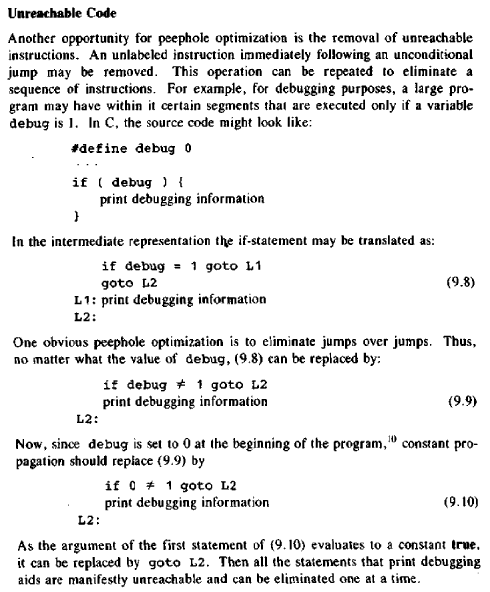 Unreachable Code
Another opportunity for peephole optimization is the removal of unreachable
instructions. An unlabeled instruction immediately following an unconditional
jump may be removed. This operation can be repeated to eliminate a
sequence of instructions. For example, for debugging purposes, a large pro-
gram may have within it certain segments that are executed only if a variable
debug is 1. In C, the source code might look like:
#define debug 0
. . .
if ( debug ) {
print debugging information
}
In the intermediate representation the if-statement may be translated as:
if debug = 1 goto L1
goto L2 (9.8)
L1: print debugging information
L2:
One obvious peephole optimization is to eliminate jumps over jumps. Thus,
no matter what the value of debug, (9.8) can be replaced by:
if debug ≠ 1 goto L2
print debugging information (9.9)
L2:
Now, since debug is set to 0 at the beginning of the program,¹⁰ constant pro-
pagation should replace (9.9) by
if 0 ≠ 1 goto L2
print debugging information (9.10)
L2:
As the argument of the first statement of (9.10) evaluates to a constant true,
it can be replaced by goto L2. Then all the statements that print debugging
aids are manifestly unreachable and can be eliminated one at a time.